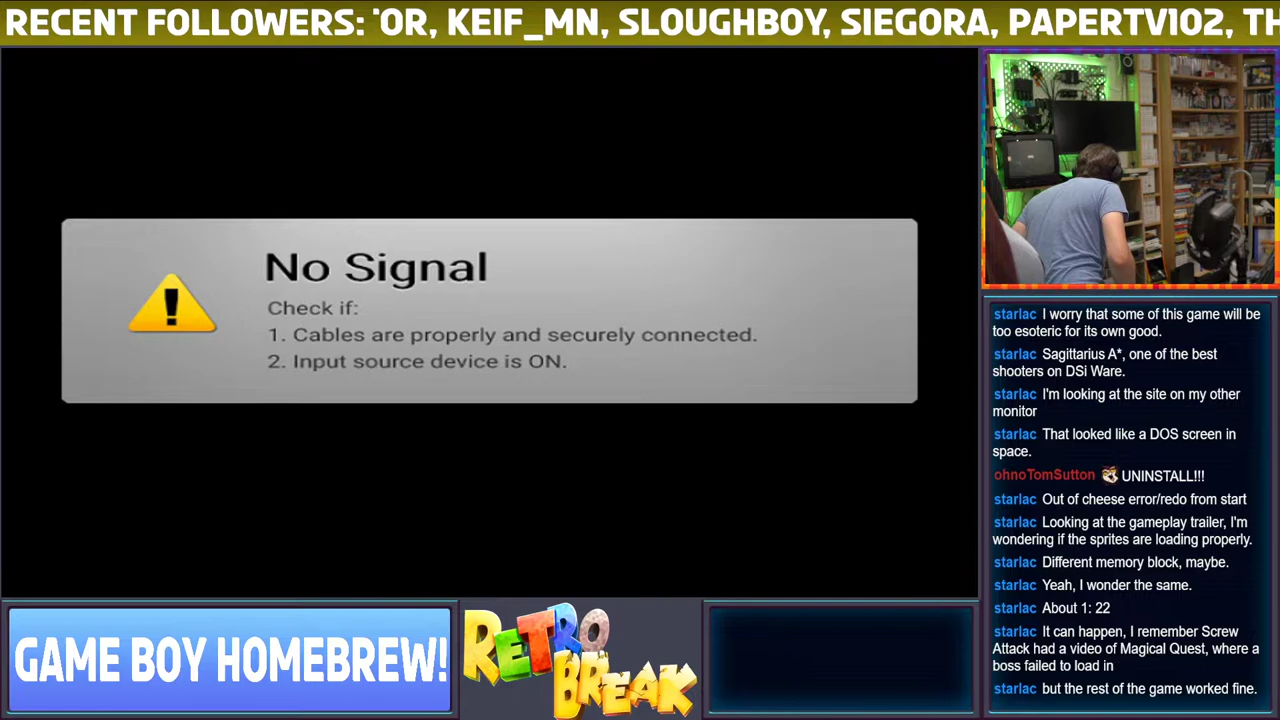 RECENT FOLLOWERS: 'OR, KEIF_MN, SLOUGHBOY, SIEGORA, PAPERTV102, TH
No Signal
Check if:
1. Cables are properly and securely connected.
2. Input source device is ON.
starlac I worry that some of this game will be
too esoteric for its own good.
starlac Sagittarius A*, one of the best
shooters on DSi Ware.
starlac I'm looking at the site on my other
monitor
starlac That looked like a DOS screen in
space.
ohnoTomSutton UNINSTALL!!!
starlac Out of cheese error/redo from start
starlac Looking at the gameplay trailer, I'm
wondering if the sprites are loading properly.
starlac Different memory block, maybe.
starlac Yeah, I wonder the same.
starlac About 1: 22
starlac It can happen, I remember Screw
Attack had a video of Magical Quest, where a
boss failed to load in
starlac but the rest of the game worked fine.
GAME BOY HOMEBREW!
RETRO
BREAK